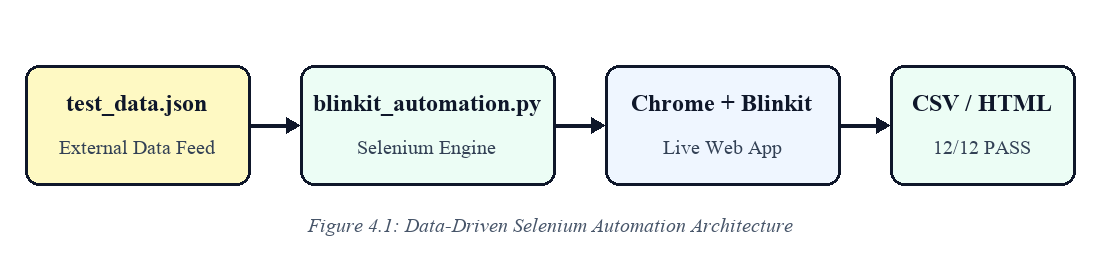 test_data.json
External Data Feed
blinkit_automation.py
Selenium Engine
Chrome + Blinkit
Live Web App
CSV / HTML
12/12 PASS
Figure 4.1: Data-Driven Selenium Automation Architecture